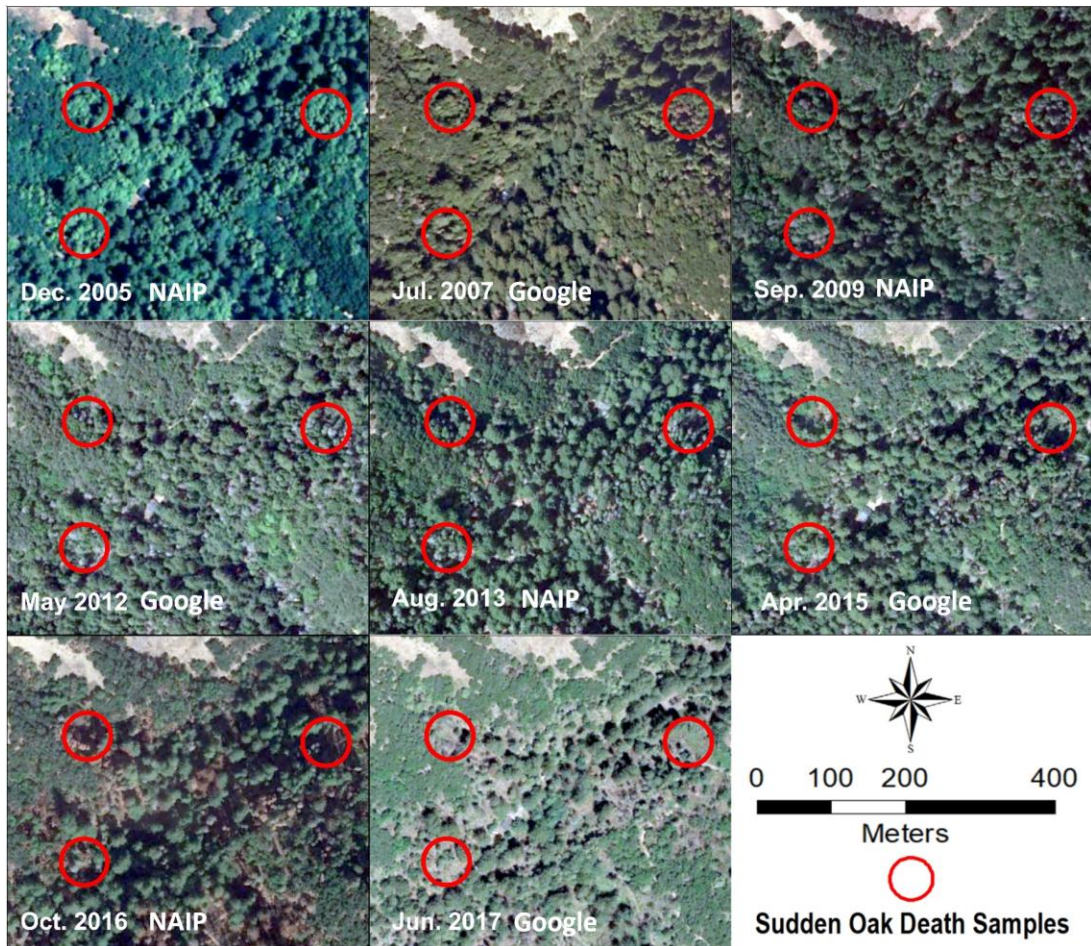 Dec. 2005 NAIP
Jul. 2007 Google
Sep. 2009 NAIP
May 2012 Google
Aug. 2013 NAIP
Apr. 2015 Google
Oct. 2016 NAIP
Jun. 2017 Google
N
W E
S
0 100 200 400
Meters
Sudden Oak Death Samples